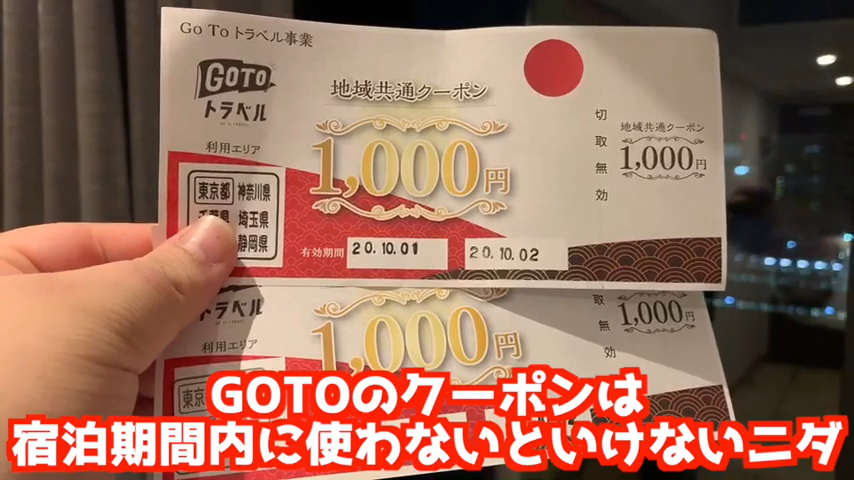 Go To トラベル事業
GOTO
トラベル
利用エリア
東京都 神奈川県
埼玉県
静岡県
地域共通クーポン
1,000円
有効期間 20.10.01 20.10.02
切取無効
地域共通クーポン
1,000円
トラベル
利用エリア
東京
1,000円
取無効
1,000円
GOTOのクーポンは
宿泊期間内に使わないといけないニダ